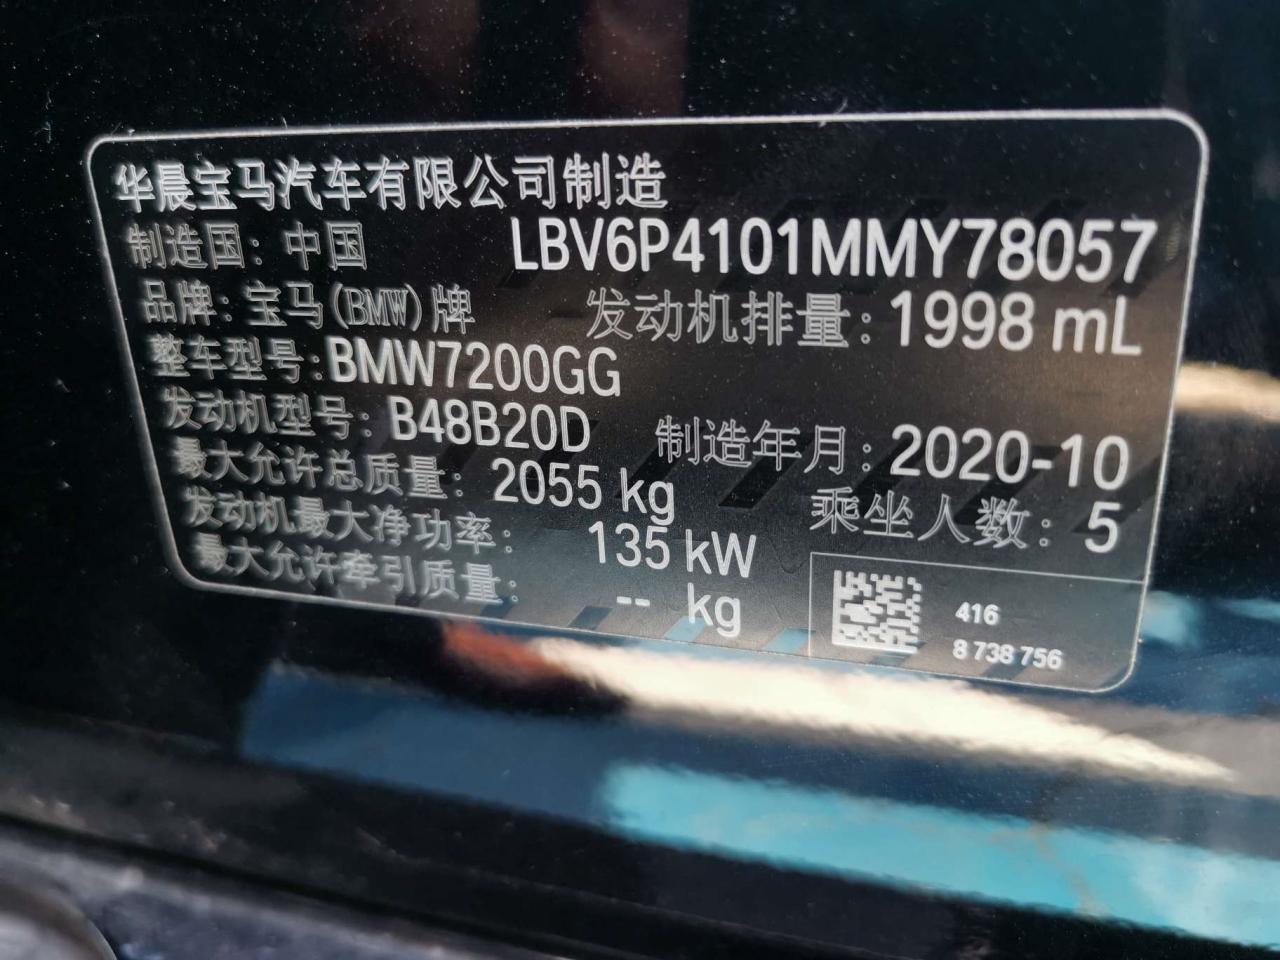 华晨宝马汽车有限公司制造
制造国：中国 LBV6P4101MMY78057
品牌：宝马(BMW)牌 发动机排量：1998 mL
整车型号：BMW7200GG
发动机型号：B48B20D 制造年月：2020-10
最大允许总质量：2055 kg 乘坐人数：5
发动机最大净功率：135 kW
最大允许牵引质量：-- kg
416
8 738 756